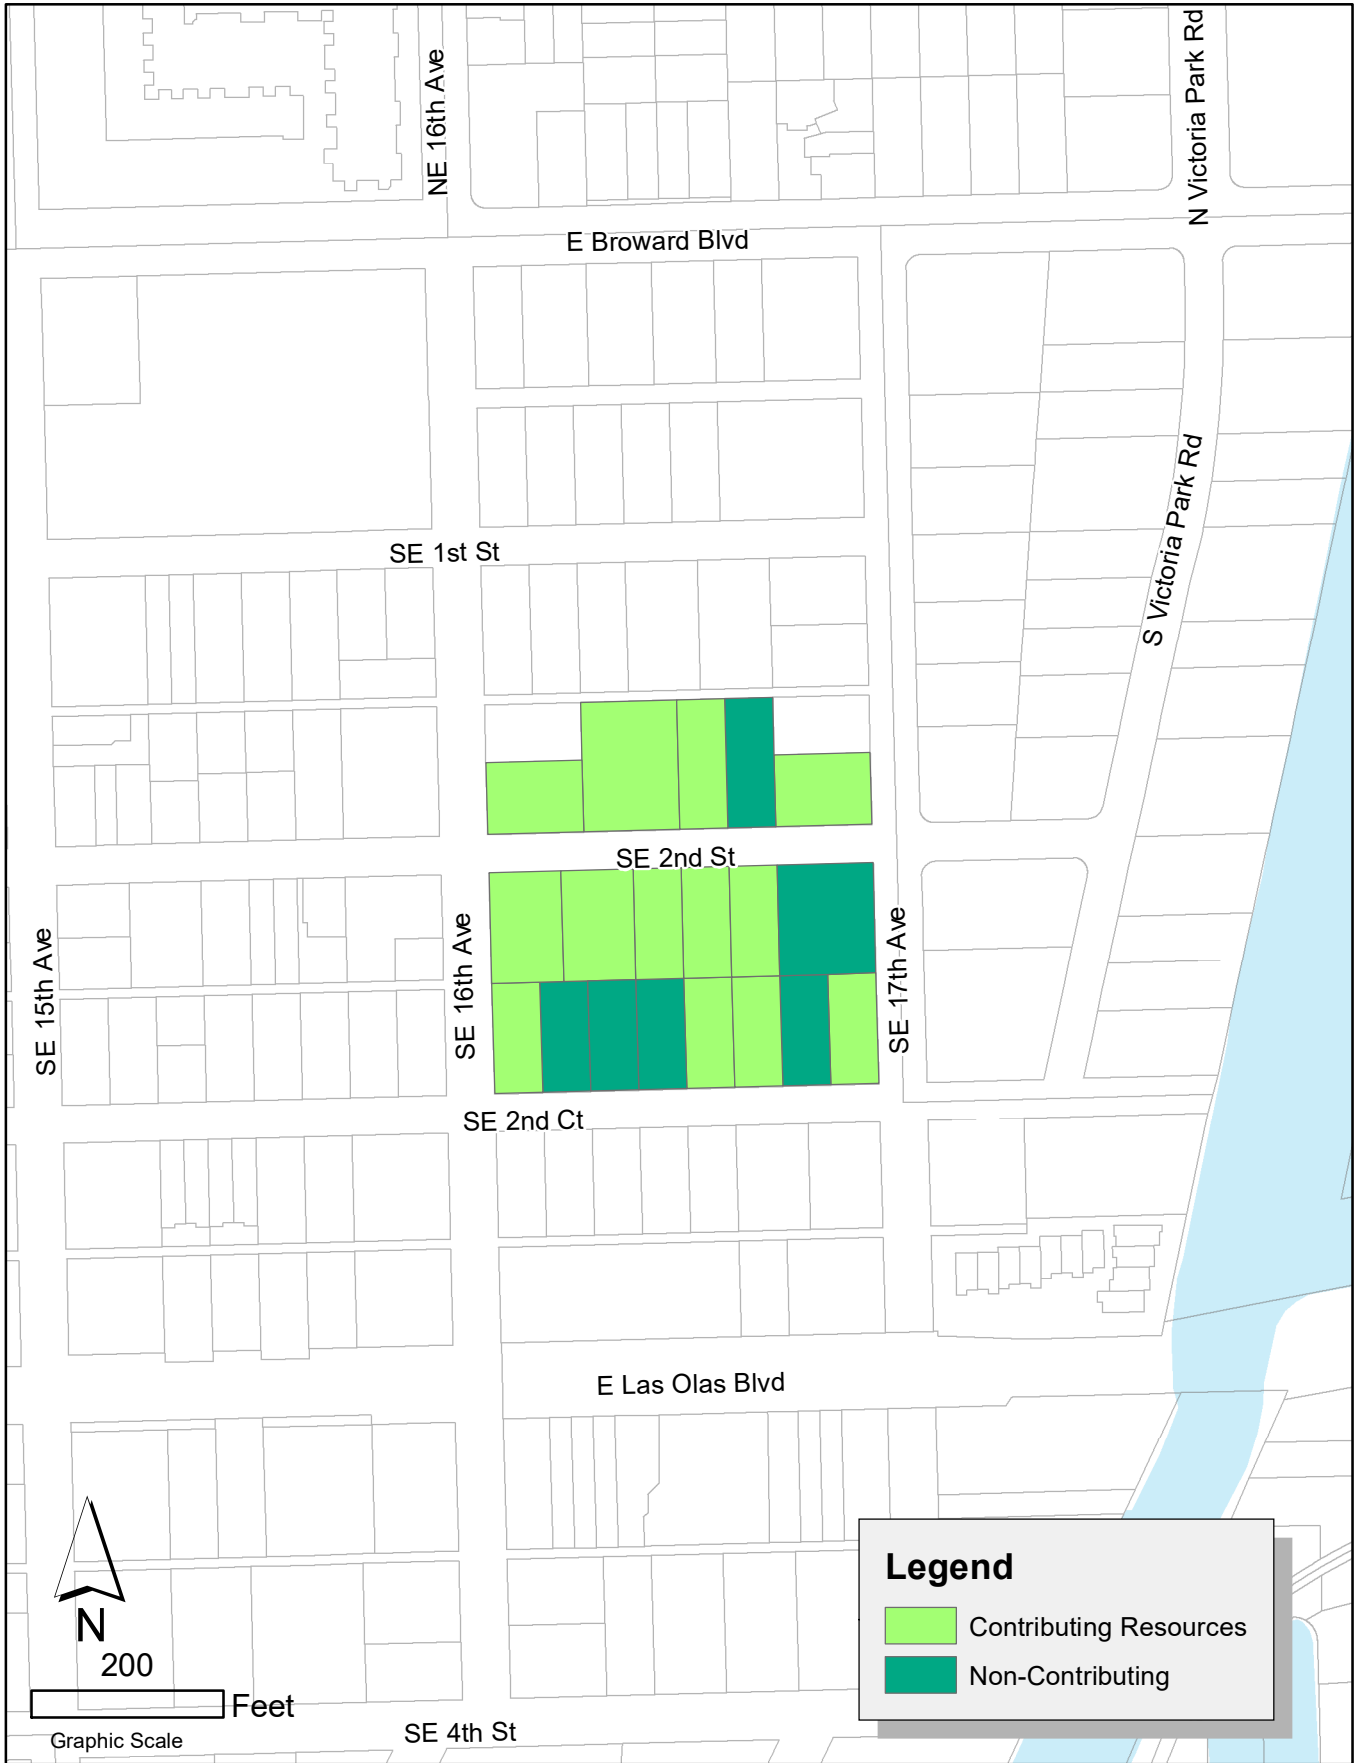 NE 16th Ave
N Victoria Park Rd
E Broward Blvd
SE 1st St
S Victoria Park Rd
SE 2nd St
SE 15th Ave
SE 16th Ave
SE 17th Ave
SE 2nd Ct
E Las Olas Blvd
Legend
Contributing Resources
Non-Contributing
N
200
Feet
Graphic Scale
SE 4th St